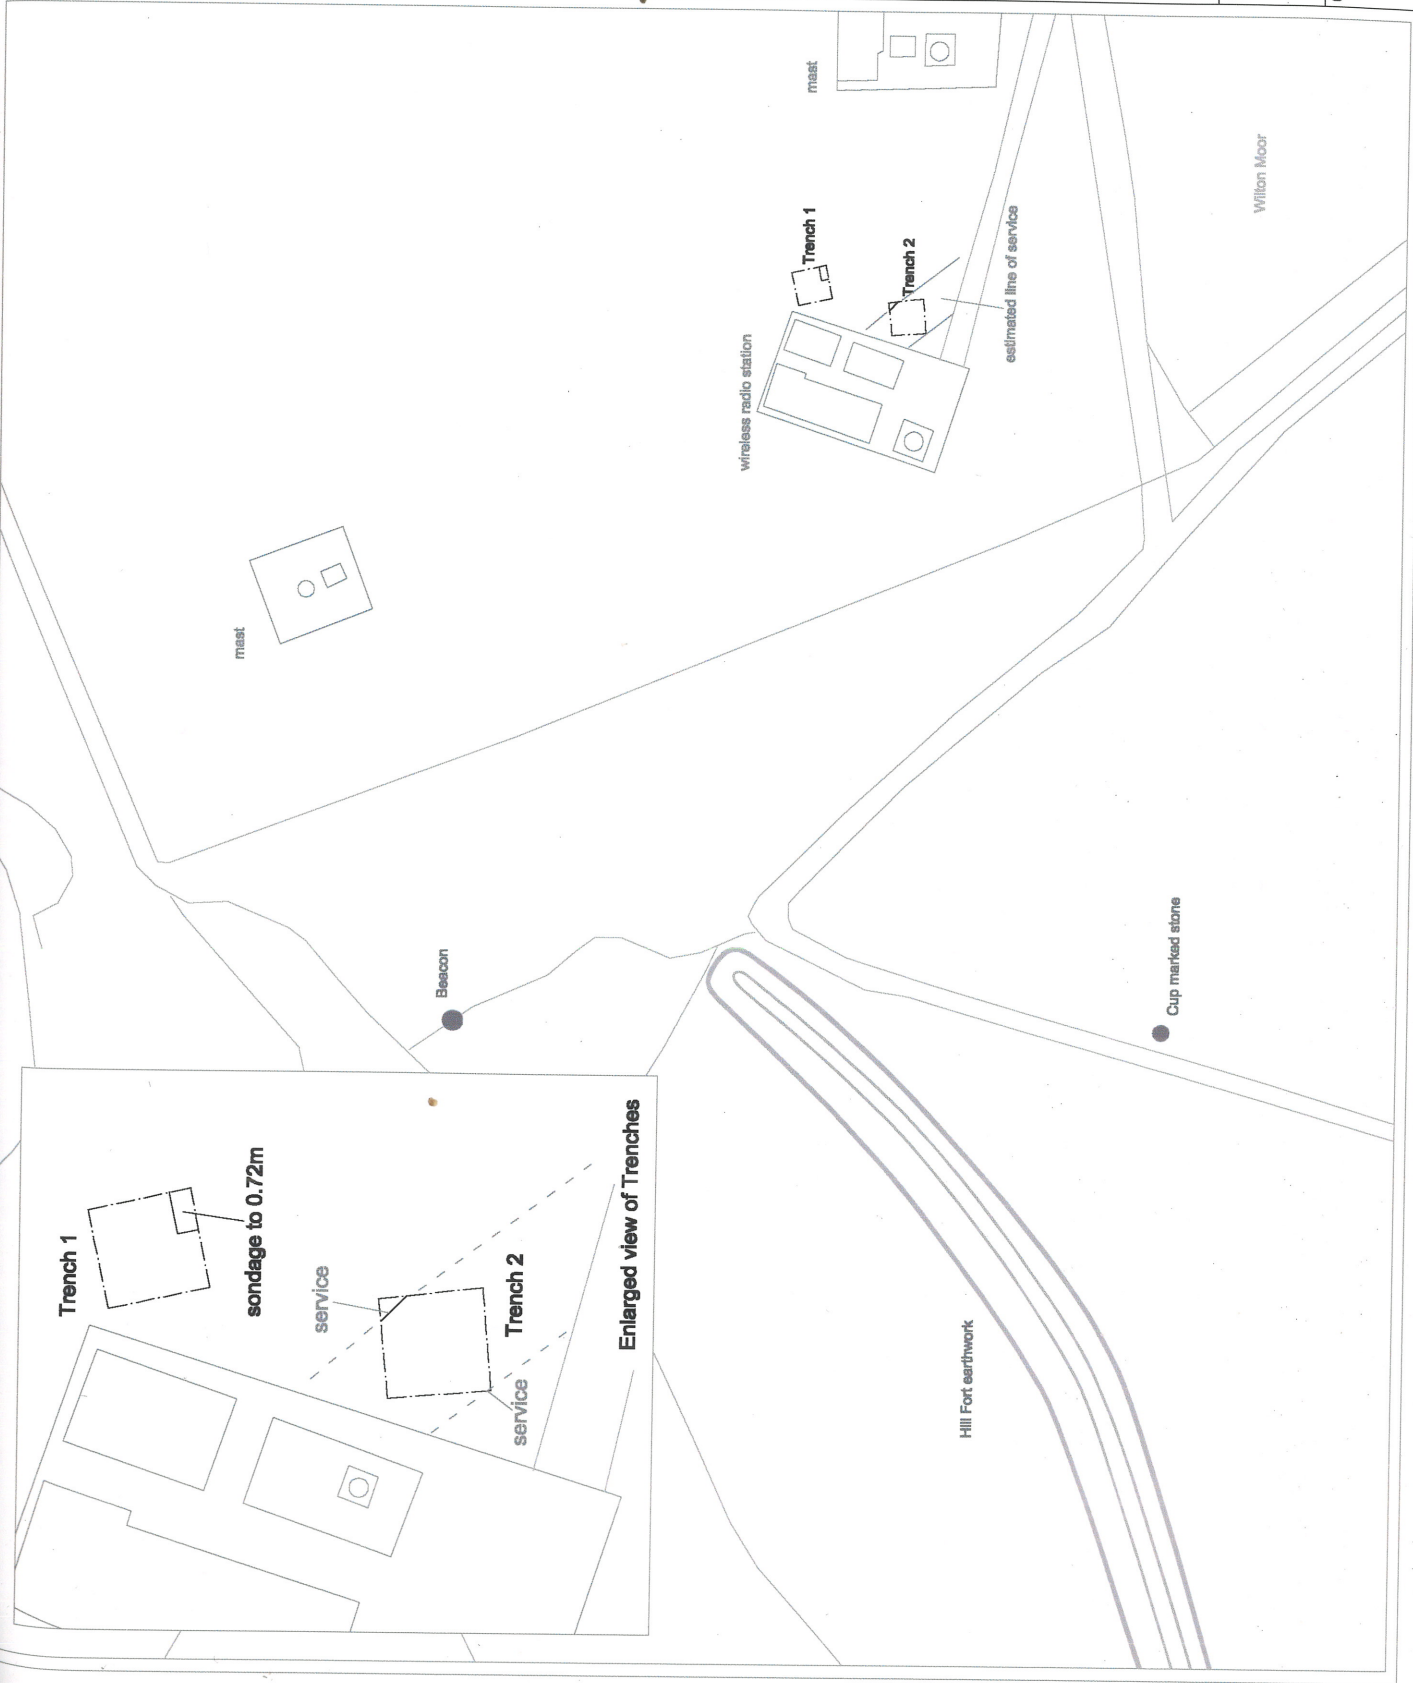 Trench 1
sondage to 0.72m
service
Trench 2
service
Enlarged view of Trenches
Beacon
mast
wireless radio station
mast
Trench 1
Trench 2
estimated line of service
Wilton Moor
Cup marked stone
Hill Fort earthwork